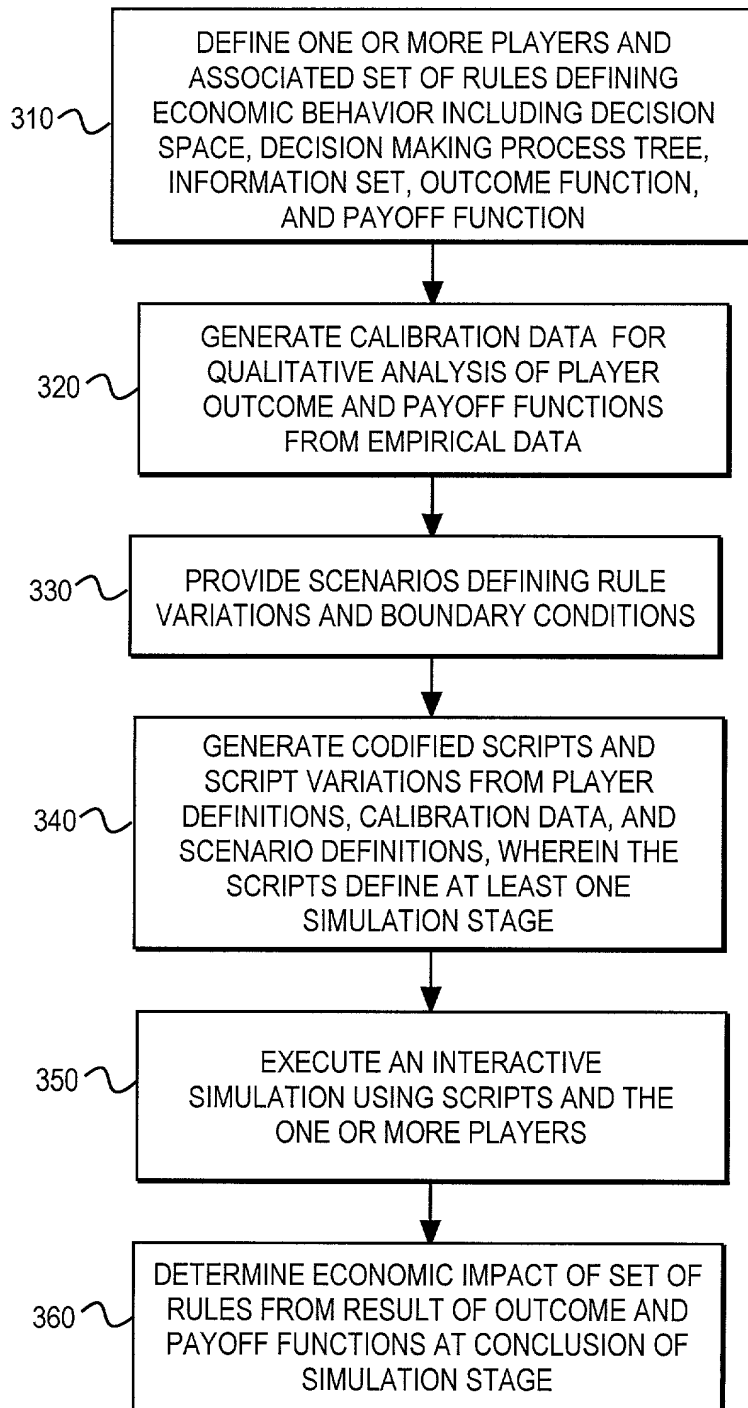 DEFINE ONE OR MORE PLAYERS AND
ASSOCIATED SET OF RULES DEFINING
310
ECONOMIC BEHAVIOR INCLUDING DECISION
SPACE, DECISION MAKING PROCESS TREE,
INFORMATION SET, OUTCOME FUNCTION,
AND PAYOFF FUNCTION
GENERATE CALIBRATION DATA FOR
320
QUALITATIVE ANALYSIS OF PLAYER
OUTCOME AND PAYOFF FUNCTIONS
FROM EMPIRICAL DATA
330
PROVIDE SCENARIOS DEFINING RULE
VARIATIONS AND BOUNDARY CONDITIONS
GENERATE CODIFIED SCRIPTS AND
SCRIPT VARIATIONS FROM PLAYER
340
DEFINITIONS, CALIBRATION DATA, AND
SCENARIO DEFINITIONS, WHEREIN THE
SCRIPTS DEFINE AT LEAST ONE
SIMULATION STAGE
350
EXECUTE AN INTERACTIVE
SIMULATION USING SCRIPTS AND THE
ONE OR MORE PLAYERS
DETERMINE ECONOMIC IMPACT OF SET OF
360
RULES FROM RESULT OF OUTCOME AND
PAYOFF FUNCTIONS AT CONCLUSION OF
SIMULATION STAGE